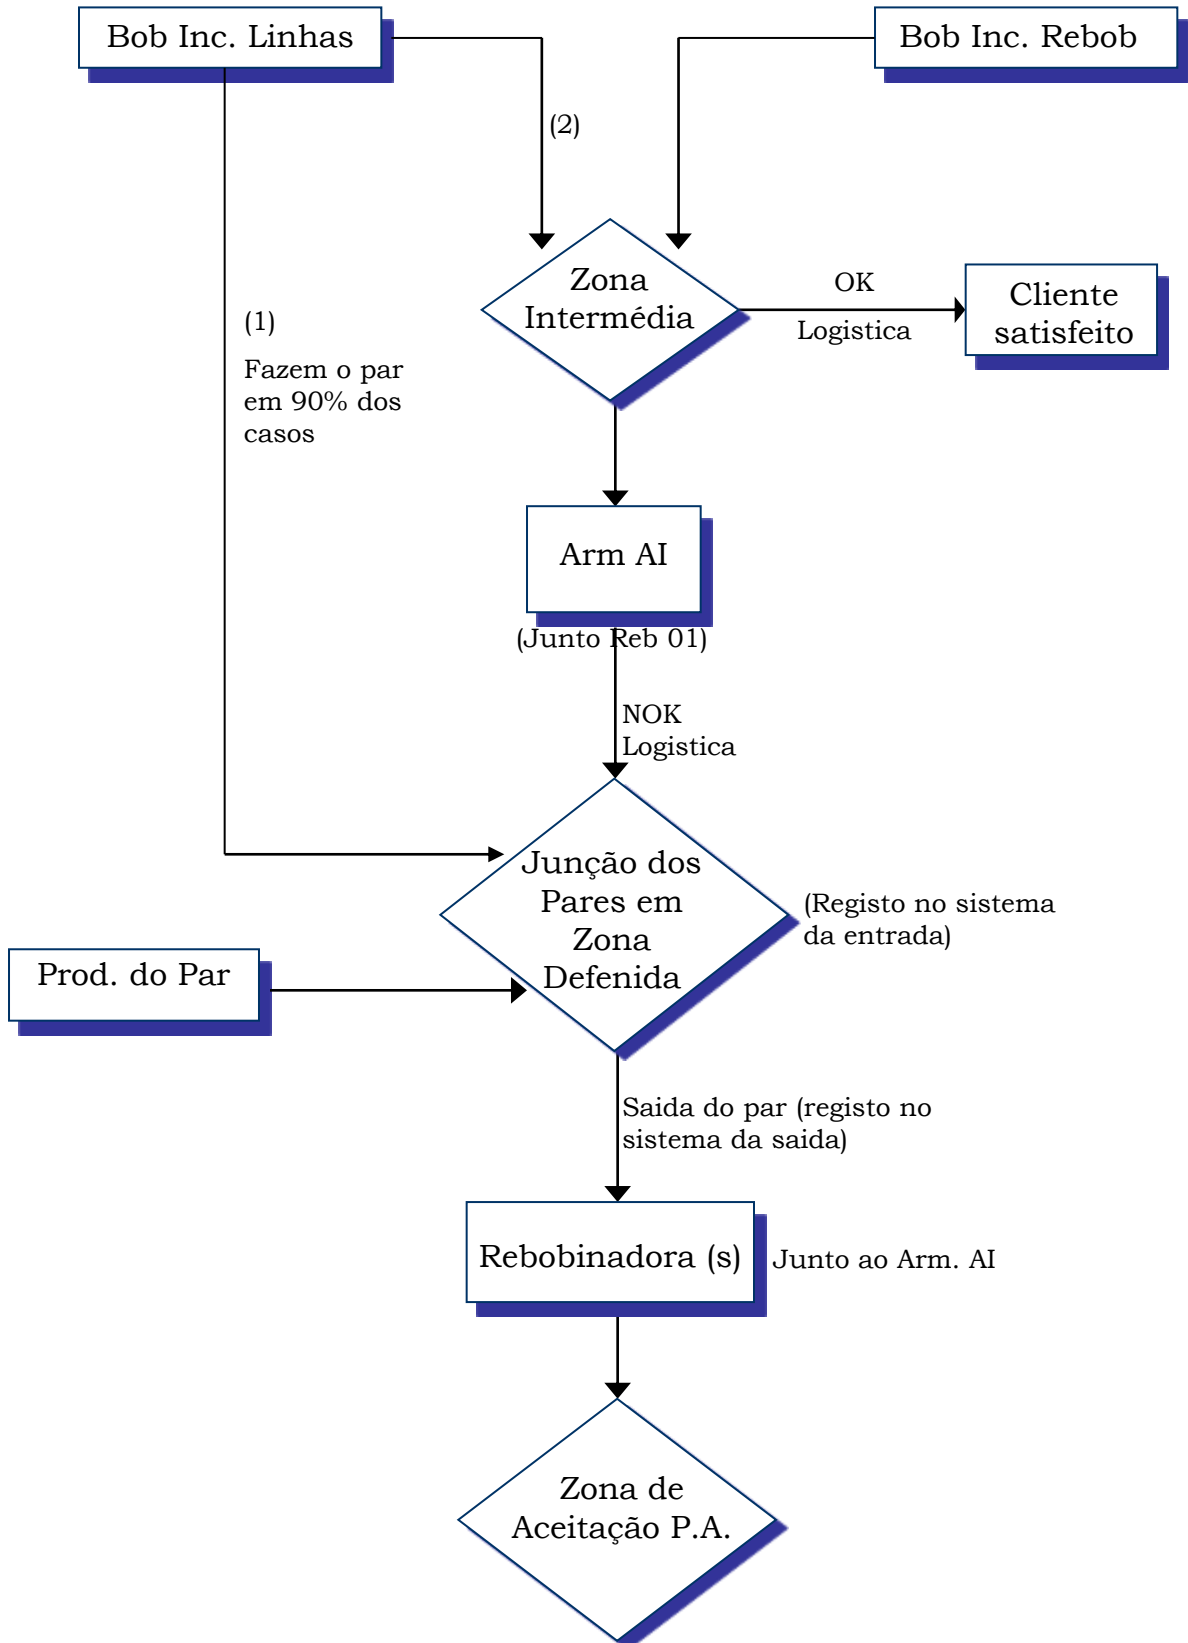 Bob Inc. Linhas
Bob Inc. Rebob
(2)
Zona
Intermédia
OK
Logistica
Cliente
satisfeito
(1)
Fazem o par
em 90% dos
casos
Arm AI
(Junto Reb 01)
NOK
Logistica
Junção dos
Pares em
Zona
Defenida
(Registo no sistema
da entrada)
Prod. do Par
Saida do par (registo no
sistema da saida)
Rebobinadora (s)
Junto ao Arm. AI
Zona de
Aceitação P.A.